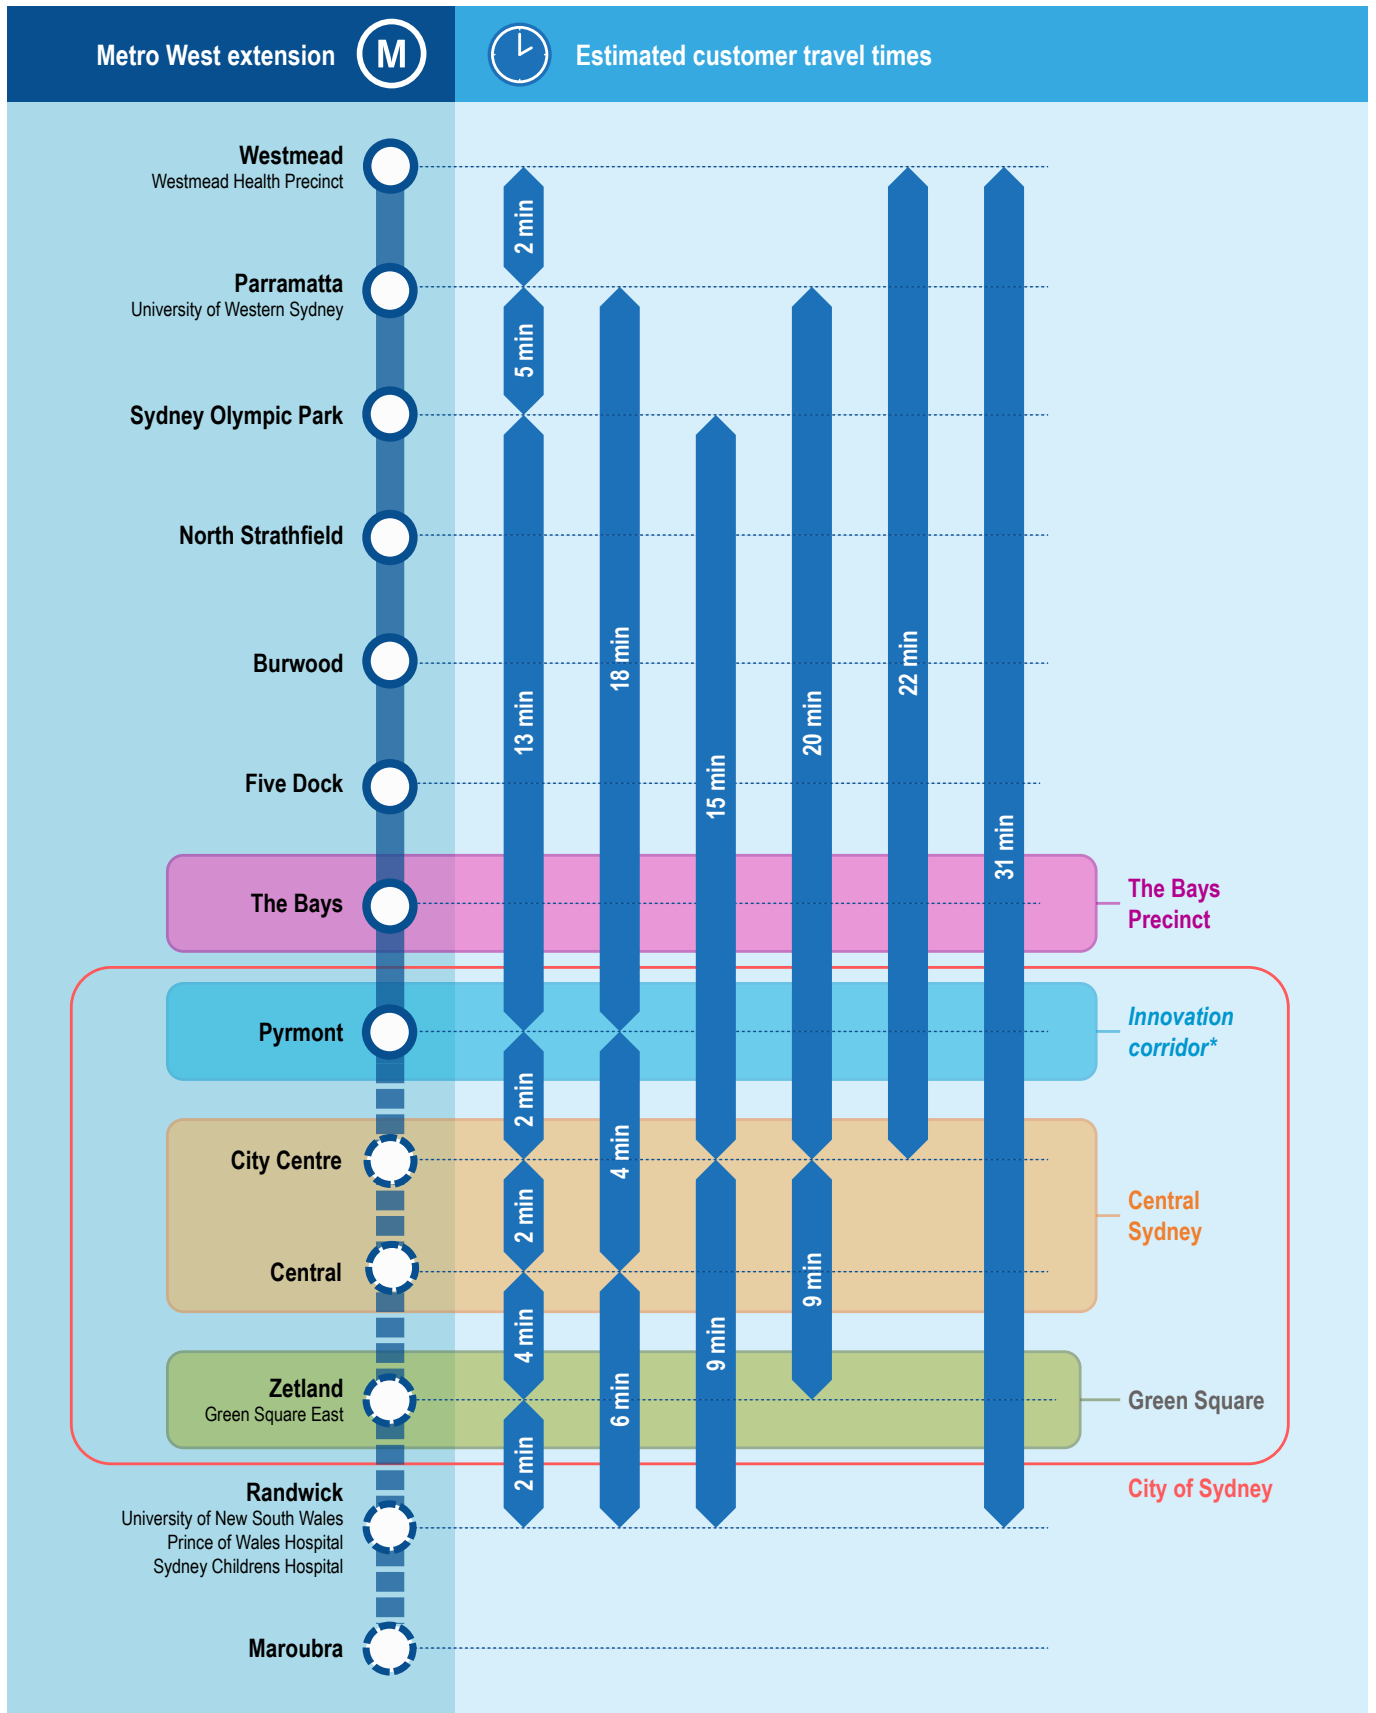 Metro West extension
M
Estimated customer travel times
Westmead
Westmead Health Precinct
2 min
Parramatta
University of Western Sydney
5 min
Sydney Olympic Park
North Strathfield
Burwood
13 min
18 min
15 min
20 min
22 min
31 min
Five Dock
The Bays
The Bays
Precinct
Pyrmont
Innovation
corridor*
2 min
4 min
City Centre
2 min
Central
Central
Sydney
4 min
6 min
9 min
9 min
Zetland
Green Square East
Green Square
2 min
City of Sydney
Randwick
University of New South Wales
Prince of Wales Hospital
Sydney Childrens Hospital
Maroubra